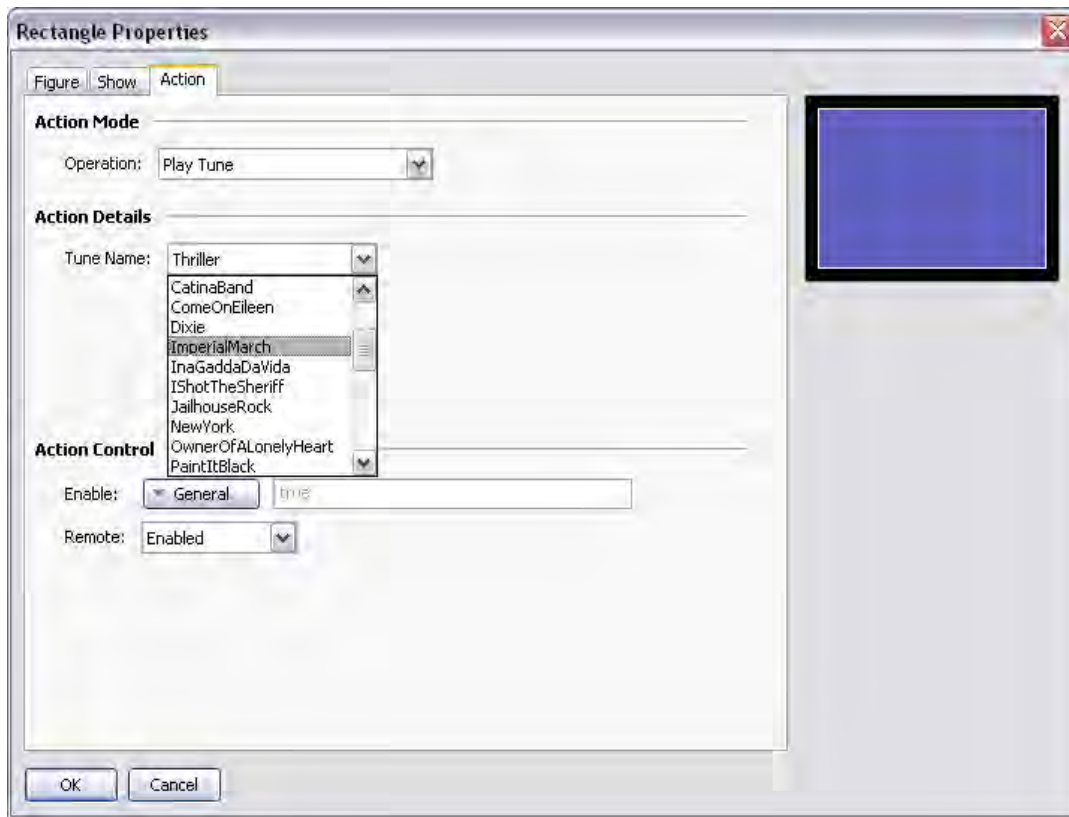 Rectangle Properties
Figure Show Action
Action Mode
Operation: Play Tune
Action Details
Tune Name: Thriller
CatinaBand
ComeOnEileen
Dixie
ImperialMarch
InaGaddaDaVida
IShotTheSheriff
JailhouseRock
NewYork
OwnerOfALonelyHeart
PaintItBlack
Action Control
Enable: General true
Remote: Enabled
OK Cancel